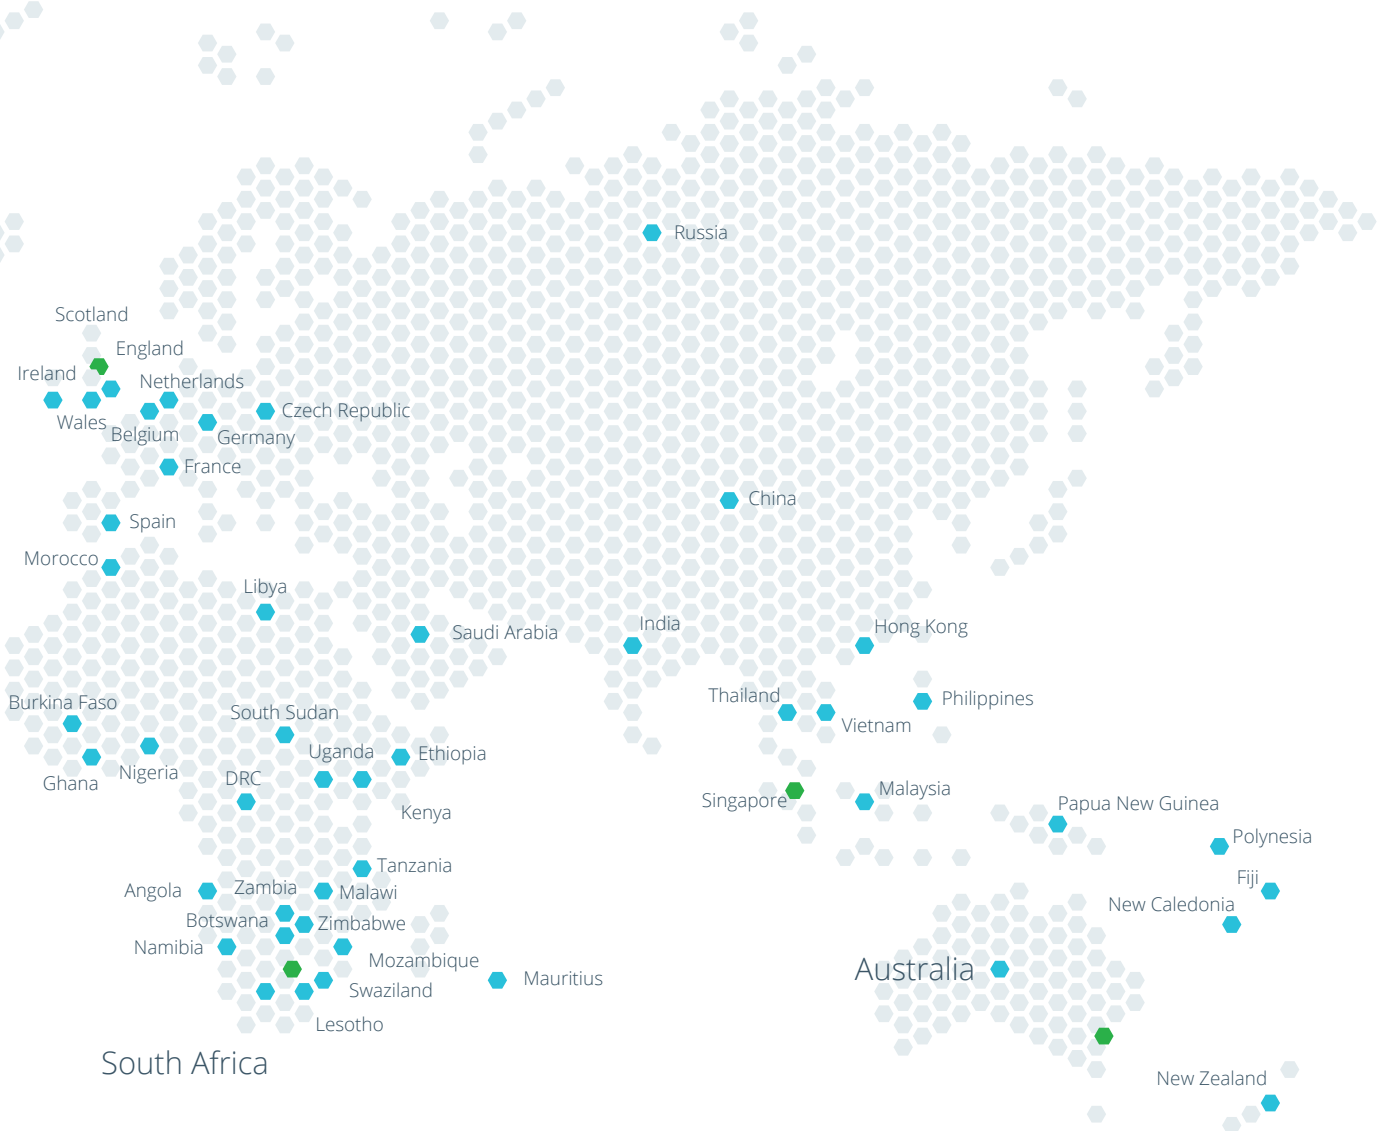 Russia
Scotland
England
Ireland
Netherlands
Czech Republic
Wales
Belgium
Germany
France
China
Spain
Morocco
Libya
Saudi Arabia
India
Hong Kong
Burkina Faso
South Sudan
Thailand
Philippines
Vietnam
Uganda
Ethiopia
Nigeria
Ghana
DRC
Kenya
Singapore
Malaysia
Papua New Guinea
Polynesia
Tanzania
Fiji
Angola
Zambia
Malawi
New Caledonia
Botswana
Zimbabwe
Namibia
Mozambique
Australia
Mauritius
Swaziland
Lesotho
South Africa
New Zealand